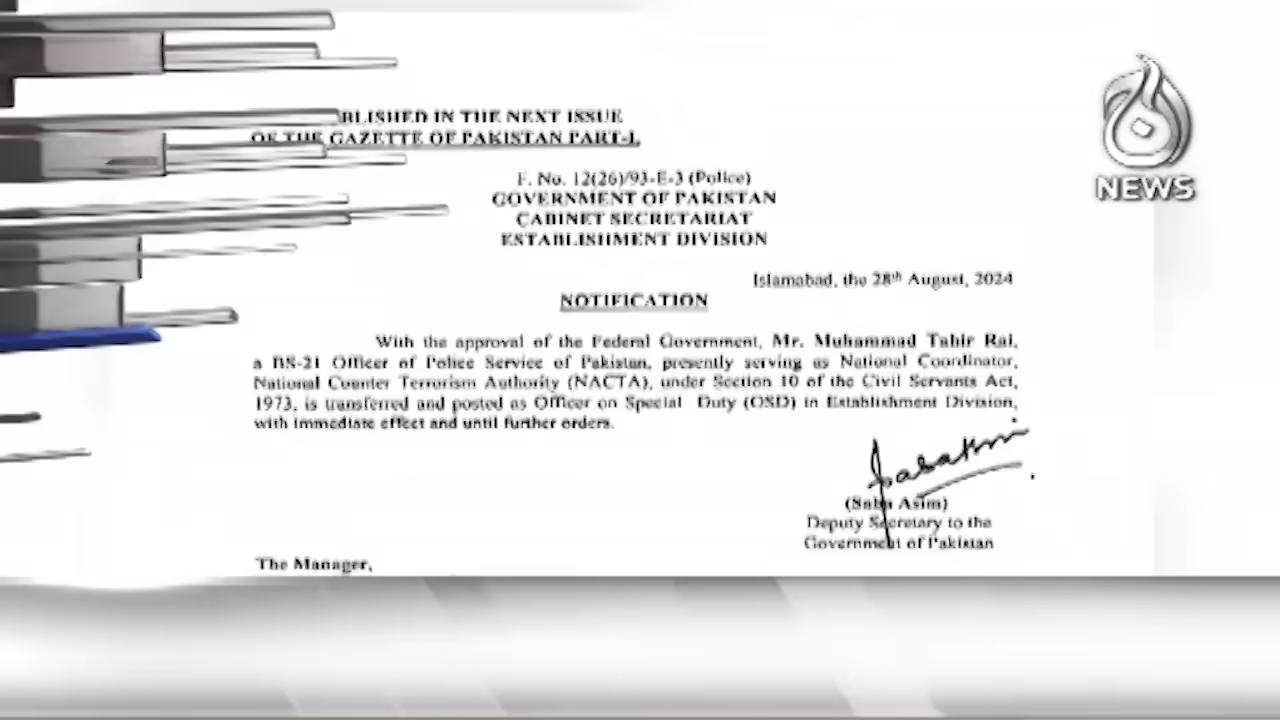 BLISHED IN THE NEXT ISSUE
OF THE GAZETTE OF PAKISTAN PART-I.
NEWS
F. No. 12(26)/93-E-3 (Police)
GOVERNMENT OF PAKISTAN
CABINET SECRETARIAT
ESTABLISHMENT DIVISION
Islamabad, the 28th August, 2024
NOTIFICATION
With the approval of the Federal Government, Mr. Muhammad Tahir Rai,
a BS-21 Officer of Police Service of Pakistan, presently serving as National Coordinator,
National Counter Terrorism Authority (NACTA), under Section 10 of the Civil Servants Act,
1973, is transferred and posted as Officer on Special Duty (OSD) in Establishment Division,
with immediate effect and until further orders.
(Saba Asim)
Deputy Secretary to the
Government of Pakistan
The Manager,